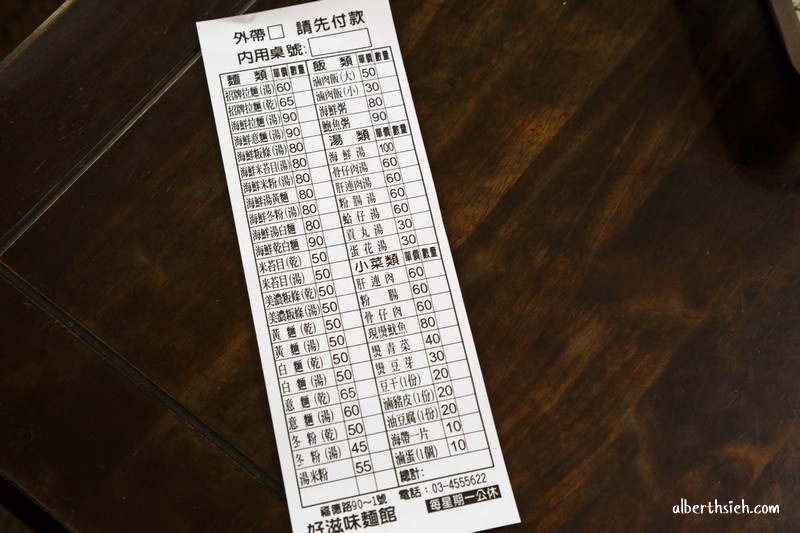 外帶□ 請先付款
內用桌號:
麵類 單價 數量
招牌拉麵(湯) 60
招牌拉麵(乾) 65
海鮮拉麵(湯) 90
海鮮意麵(湯) 90
海鮮粄條(湯) 80
海鮮米苔目(湯) 80
海鮮米粉(湯) 80
海鮮湯黃麵 80
海鮮冬粉(湯) 80
海鮮湯白麵 80
海鮮乾白麵 90
米苔目(乾) 50
米苔目(湯) 50
美濃粄條(乾) 50
美濃粄條(湯) 50
黃麵(乾) 50
黃麵(湯) 50
白麵(乾) 50
白麵(湯) 50
意麵(乾) 65
意麵(湯) 60
冬粉(乾) 50
冬粉(湯) 45
湯米粉 55
飯類 單價 數量
滷肉飯(大) 50
滷肉飯(小) 30
海鮮粥 80
鮑魚粥 90
湯類 單價 數量
海鮮湯 100
骨仔肉湯 60
肝連肉湯 60
粉腸湯 60
蛤仔湯 60
貢丸湯 30
蛋花湯 30
小菜類 單價 數量
肝連肉 60
粉腸 60
骨仔肉 60
現燙魷魚 80
燙青菜 40
燙豆芽 30
豆干(1份) 20
滷豬皮(1份) 20
油豆腐(1份) 20
海帶一片 10
滷蛋(1個) 10
總計:
福德路90~1號 電話:03-4555622
好滋味麵館 每星期一公休
alberthsieh.com